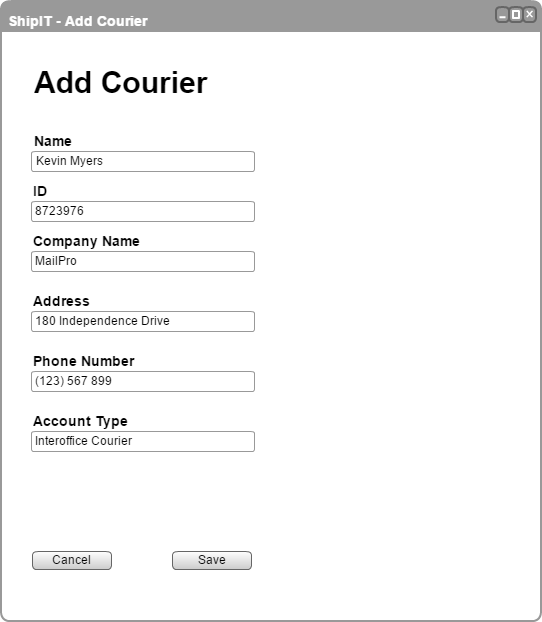 ShipIT - Add Courier
Add Courier
Name
Kevin Myers
ID
8723976
Company Name
MailPro
Address
180 Independence Drive
Phone Number
(123) 567 899
Account Type
Interoffice Courier
Cancel Save